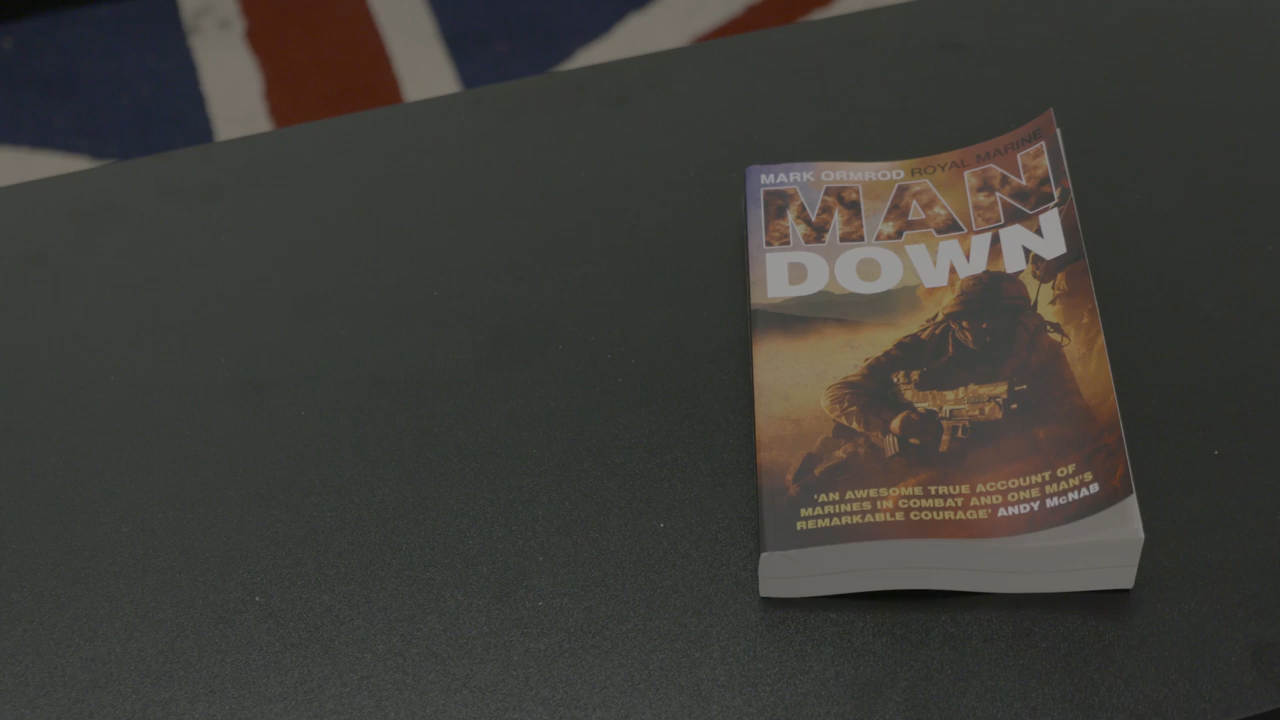 MARK ORMROD ROYAL MARINE
MAN
DOWN
'AN AWESOME TRUE ACCOUNT OF
MARINES IN COMBAT AND ONE MAN'S
REMARKABLE COURAGE' ANDY McNAB